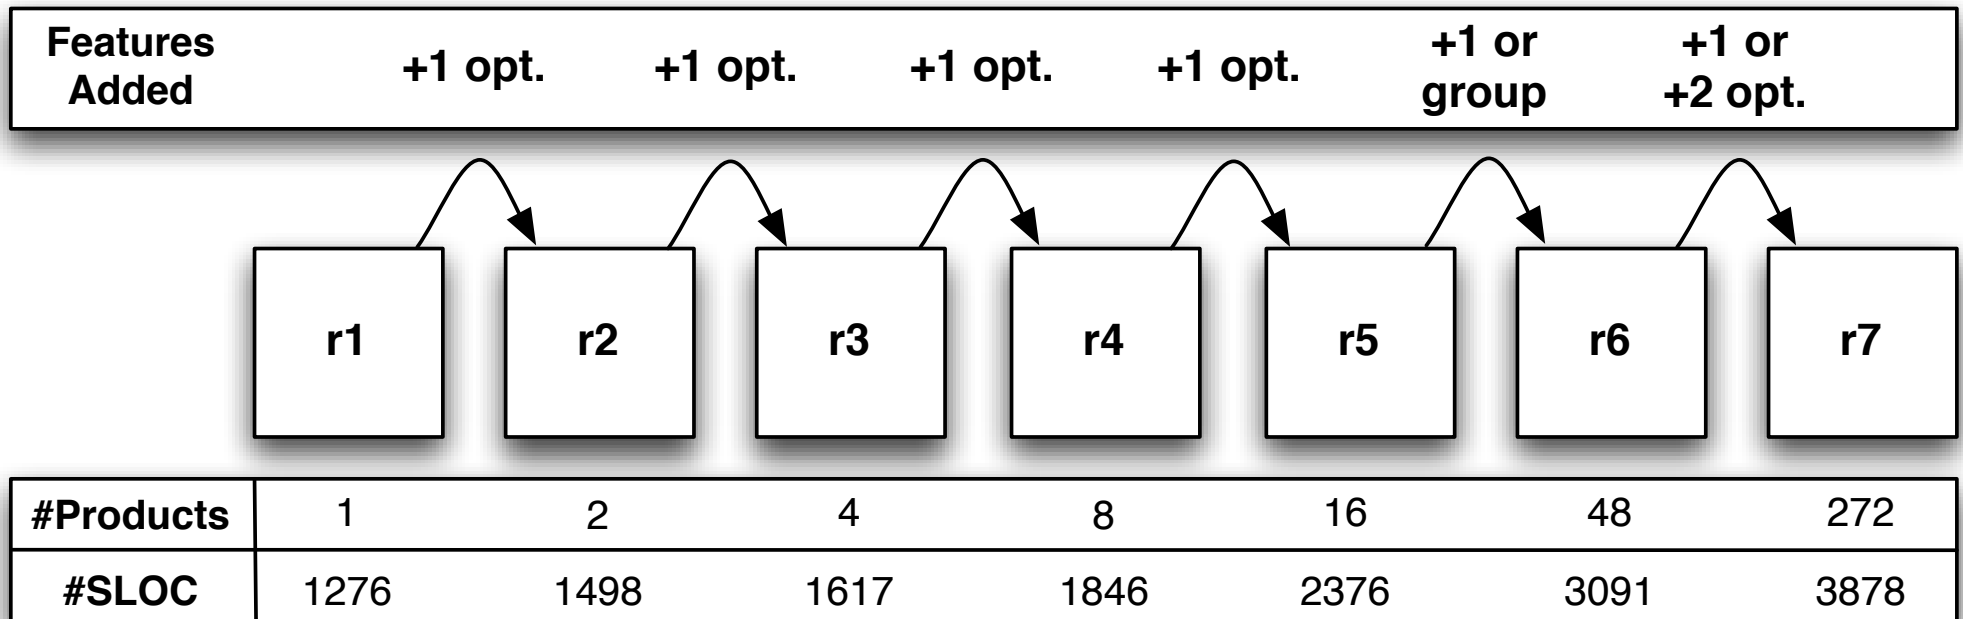 Features Added +1 opt. +1 opt. +1 opt. +1 opt. +1 or group +1 or +2 opt.
r1 r2 r3 r4 r5 r6 r7
#Products 1 2 4 8 16 48 272
#SLOC 1276 1498 1617 1846 2376 3091 3878